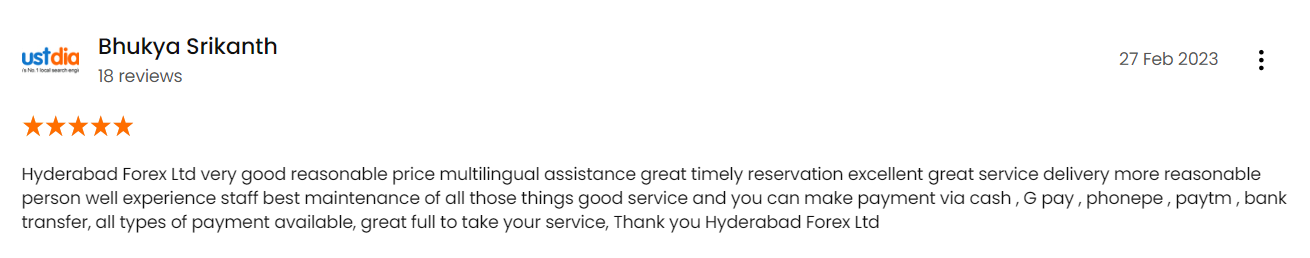 Bhukya Srikanth
ustdia
is No.1 local search engi
18 reviews
27 Feb 2023
Hyderabad Forex Ltd very good reasonable price multilingual assistance great timely reservation excellent great service delivery more reasonable
person well experience staff best maintenance of all those things good service and you can make payment via cash , G pay , phonepe , paytm , bank
transfer, all types of payment available, great full to take your service, Thank you Hyderabad Forex Ltd